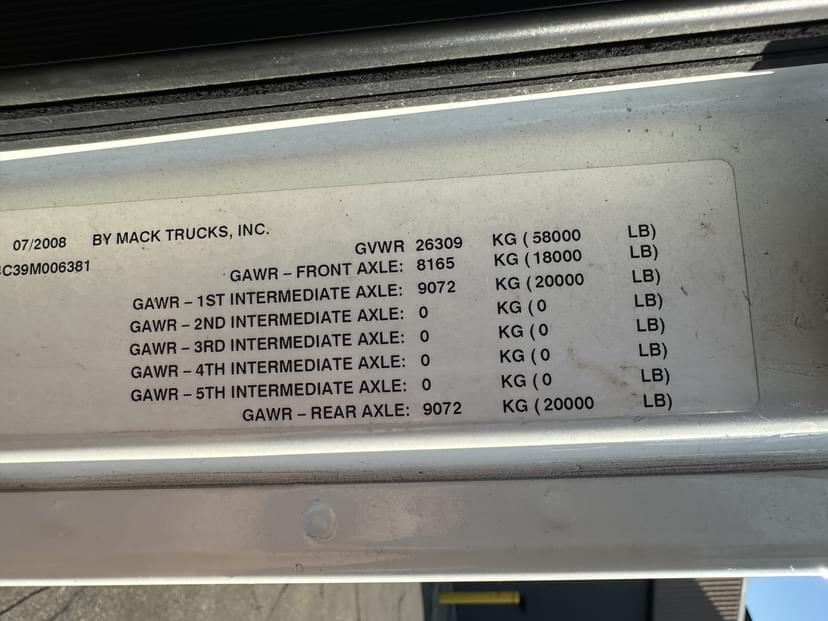 07/2008 BY MACK TRUCKS, INC.
C39M006381
GVWR 26309 KG ( 58000 LB)
GAWR – FRONT AXLE: 8165 KG ( 18000 LB)
GAWR – 1ST INTERMEDIATE AXLE: 9072 KG ( 20000 LB)
GAWR – 2ND INTERMEDIATE AXLE: 0 KG ( 0 LB)
GAWR – 3RD INTERMEDIATE AXLE: 0 KG ( 0 LB)
GAWR – 4TH INTERMEDIATE AXLE: 0 KG ( 0 LB)
GAWR – 5TH INTERMEDIATE AXLE: 0 KG ( 0 LB)
GAWR – REAR AXLE: 9072 KG ( 20000 LB)